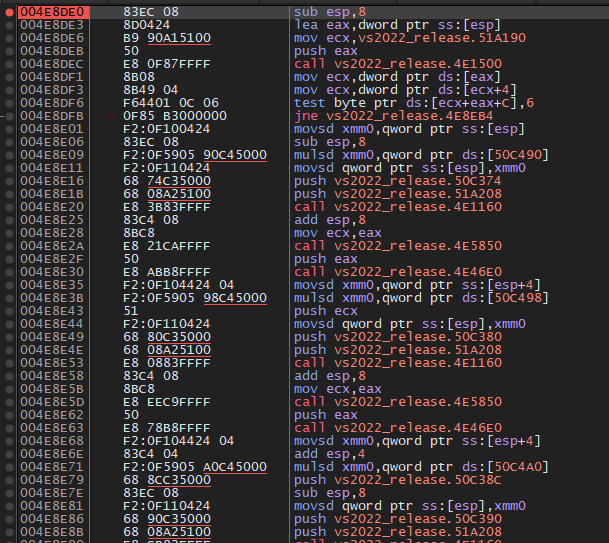 004E8DE0 83EC 08 sub esp,8
004E8DE3 8D0424 lea eax,dword ptr ss:[esp]
004E8DE6 B9 90A15100 mov ecx,vs2022_release.51A190
004E8DEB 50 push eax
004E8DEC E8 0F87FFFF call vs2022_release.4E1500
004E8DF1 8B08 mov ecx,dword ptr ds:[eax]
004E8DF3 8B49 04 mov ecx,dword ptr ds:[ecx+4]
004E8DF6 F64401 0C 06 test byte ptr ds:[ecx+eax+C],6
004E8DFB 0F85 B3000000 jne vs2022_release.4E8EB4
004E8E01 F2:0F100424 movsd xmm0,qword ptr ss:[esp]
004E8E06 83EC 08 sub esp,8
004E8E09 F2:0F5905 90C45000 mulsd xmm0,qword ptr ds:[50C490]
004E8E11 F2:0F110424 movsd qword ptr ss:[esp],xmm0
004E8E16 68 74C35000 push vs2022_release.50C374
004E8E1B 68 08A25100 push vs2022_release.51A208
004E8E20 E8 3B83FFFF call vs2022_release.4E1160
004E8E25 83C4 08 add esp,8
004E8E28 8BC8 mov ecx,eax
004E8E2A E8 21CAFFFF call vs2022_release.4E5850
004E8E2F 50 push eax
004E8E30 E8 ABB8FFFF call vs2022_release.4E46E0
004E8E35 F2:0F104424 04 movsd xmm0,qword ptr ss:[esp+4]
004E8E3B F2:0F5905 98C45000 mulsd xmm0,qword ptr ds:[50C498]
004E8E43 51 push ecx
004E8E44 F2:0F110424 movsd qword ptr ss:[esp],xmm0
004E8E49 68 80C35000 push vs2022_release.50C380
004E8E4E 68 08A25100 push vs2022_release.51A208
004E8E53 E8 0883FFFF call vs2022_release.4E1160
004E8E58 83C4 08 add esp,8
004E8E5B 8BC8 mov ecx,eax
004E8E5D E8 EEC9FFFF call vs2022_release.4E5850
004E8E62 50 push eax
004E8E63 E8 78B8FFFF call vs2022_release.4E46E0
004E8E68 F2:0F104424 04 movsd xmm0,qword ptr ss:[esp+4]
004E8E6E 83C4 04 add esp,4
004E8E71 F2:0F5905 A0C45000 mulsd xmm0,qword ptr ds:[50C4A0]
004E8E79 68 8CC35000 push vs2022_release.50C38C
004E8E7E 83EC 08 sub esp,8
004E8E81 F2:0F110424 movsd qword ptr ss:[esp],xmm0
004E8E86 68 90C35000 push vs2022_release.50C390
004E8E8B 68 08A25100 push vs2022_release.51A208